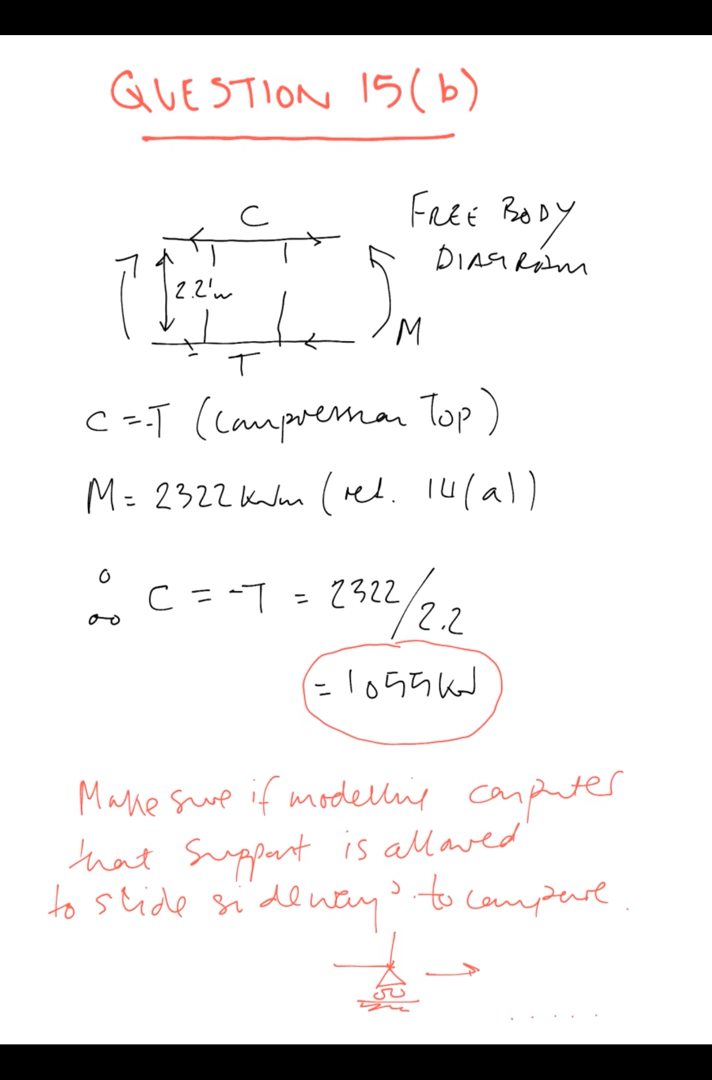 QUESTION 15(b)
C
FREE BODY
DIAGRAM
2.2m
M
T
C = -T (Compression Top)
M = 2322 kNm (ref. 14(a))
∴ C = -T = 2322/2.2
= 1055 kN
Make sure if modelling computer
that support is allowed
to slide sideways to compare.